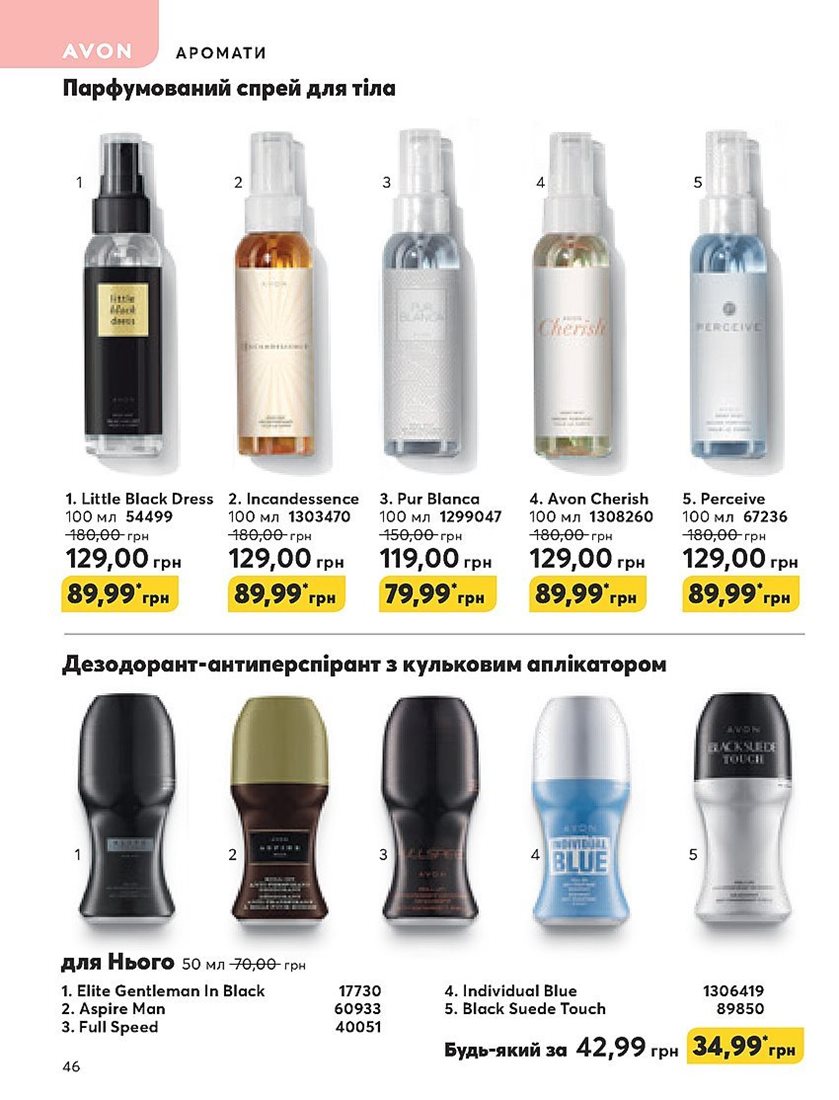 AVON
АРОМАТИ
Парфумований спрей для тіла
1
2
3
4
5
little
black
dress
AVON
AVON
INCANDESSENCE
PUR
BLANCA
AVON
Cherish
PERCEIVE
1. Little Black Dress
100 мл 54499
180,00 грн
129,00 грн
89,99* грн
2. Incandessence
100 мл 1303470
180,00 грн
129,00 грн
89,99* грн
3. Pur Blanca
100 мл 1299047
150,00 грн
119,00 грн
79,99* грн
4. Avon Cherish
100 мл 1308260
180,00 грн
129,00 грн
89,99* грн
5. Perceive
100 мл 67236
180,00 грн
129,00 грн
89,99* грн
Дезодорант-антиперспірант з кульковим аплікатором
1
2
3
4
5
AVON
ASPIRE
AVON
AVON
INDIVIDUAL
BLUE
AVON
BLACK SUEDE
TOUCH
для Нього 50 мл 70,00 грн
1. Elite Gentleman In Black 17730
2. Aspire Man 60933
3. Full Speed 40051
4. Individual Blue 1306419
5. Black Suede Touch 89850
Будь-який за 42,99 грн 34,99* грн
46